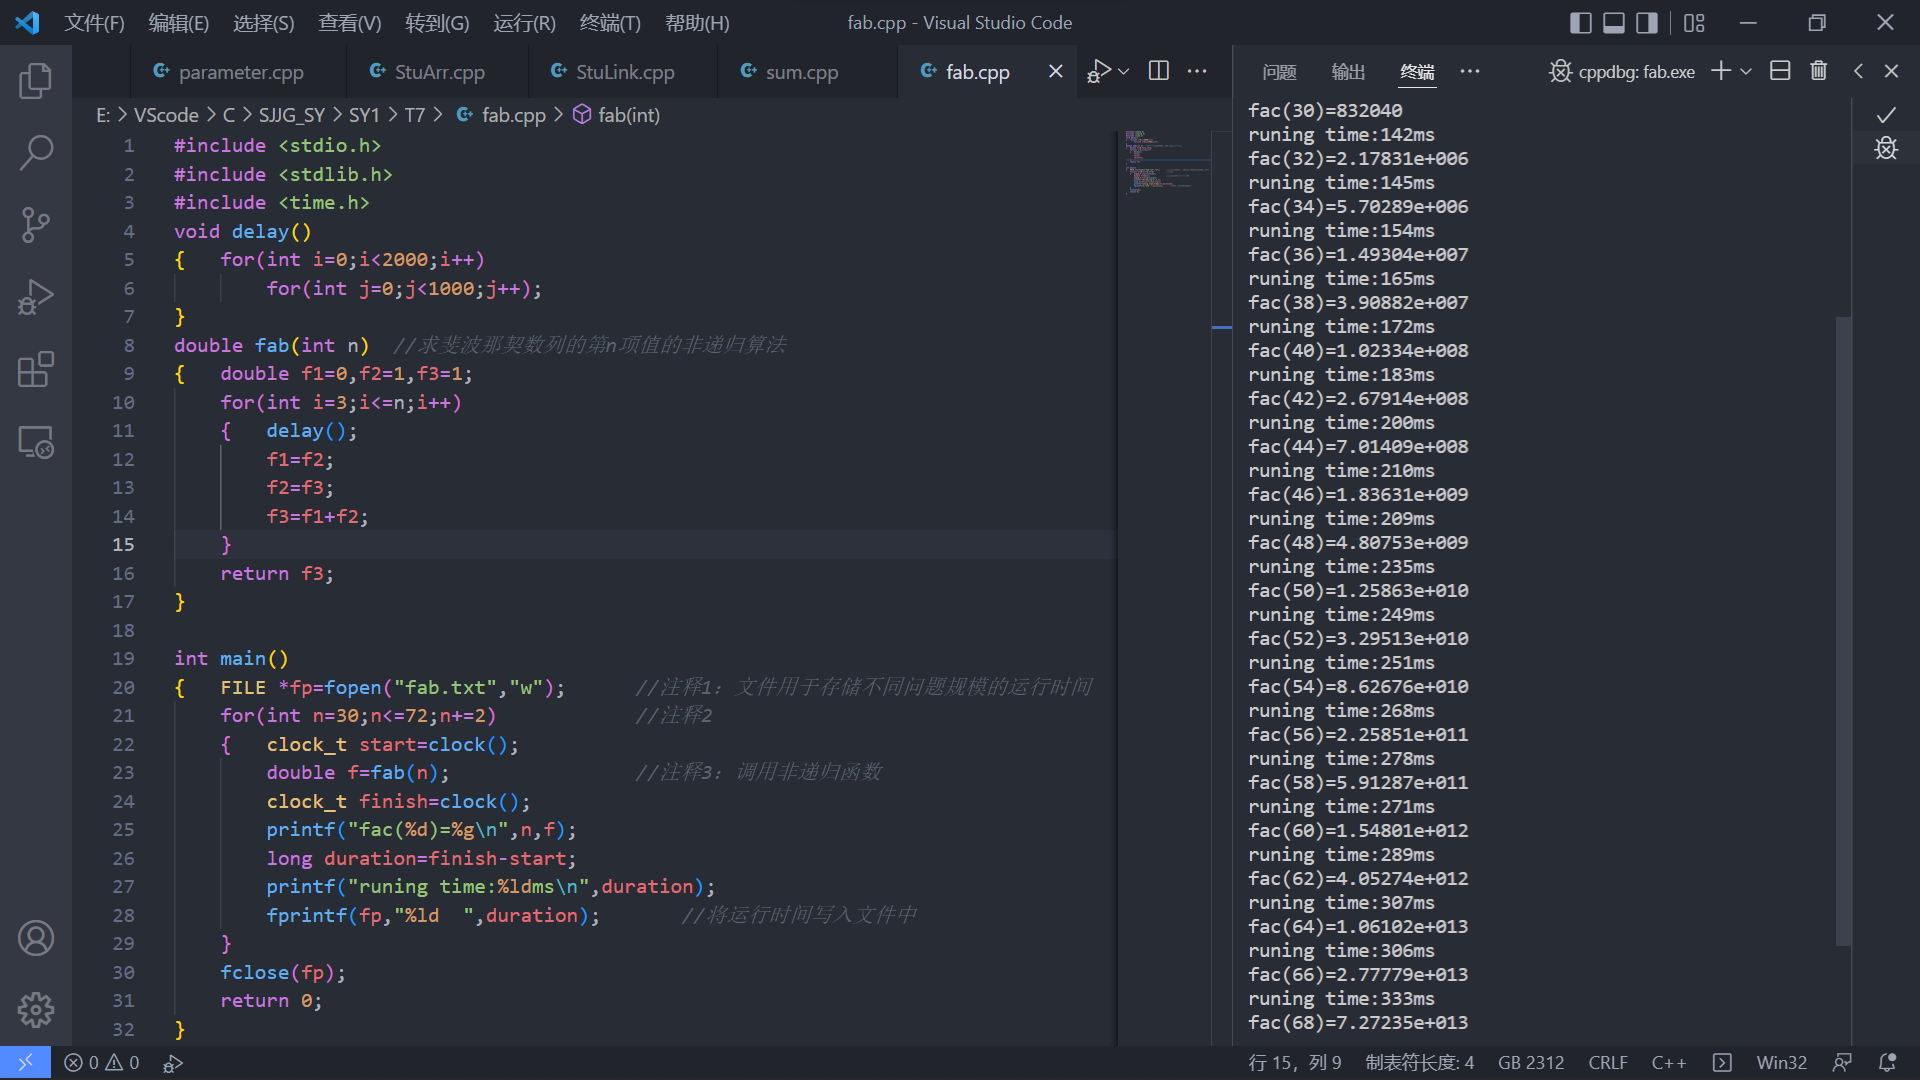 文件(F) 编辑(E) 选择(S) 查看(V) 转到(G) 运行(R) 终端(T) 帮助(H) fab.cpp - Visual Studio Code
parameter.cpp StuArr.cpp StuLink.cpp sum.cpp fab.cpp
E: > VScode > C > SJJG_SY > SY1 > T7 > fab.cpp > fab(int)
1 #include <stdio.h>
2 #include <stdlib.h>
3 #include <time.h>
4 void delay()
5 { for(int i=0;i<2000;i++)
6 for(int j=0;j<1000;j++);
7 }
8 double fab(int n) //求斐波那契数列的第n项值的非递归算法
9 { double f1=0,f2=1,f3=1;
10 for(int i=3;i<=n;i++)
11 { delay();
12 f1=f2;
13 f2=f3;
14 f3=f1+f2;
15 }
16 return f3;
17 }
18
19 int main()
20 { FILE *fp=fopen("fab.txt","w"); //注释1：文件用于存储不同问题规模的运行时间
21 for(int n=30;n<=72;n+=2) //注释2
22 { clock_t start=clock();
23 double f=fab(n); //注释3：调用非递归函数
24 clock_t finish=clock();
25 printf("fac(%d)=%g\n",n,f);
26 long duration=finish-start;
27 printf("runing time:%ldms\n",duration);
28 fprintf(fp,"%ld  ",duration); //将运行时间写入文件中
29 }
30 fclose(fp);
31 return 0;
32 }
问题 输出 终端 cppdbg: fab.exe
fac(30)=832040
runing time:142ms
fac(32)=2.17831e+006
runing time:145ms
fac(34)=5.70289e+006
runing time:154ms
fac(36)=1.49304e+007
runing time:165ms
fac(38)=3.90882e+007
runing time:172ms
fac(40)=1.02334e+008
runing time:183ms
fac(42)=2.67914e+008
runing time:200ms
fac(44)=7.01409e+008
runing time:210ms
fac(46)=1.83631e+009
runing time:209ms
fac(48)=4.80753e+009
runing time:235ms
fac(50)=1.25863e+010
runing time:249ms
fac(52)=3.29513e+010
runing time:251ms
fac(54)=8.62676e+010
runing time:268ms
fac(56)=2.25851e+011
runing time:278ms
fac(58)=5.91287e+011
runing time:271ms
fac(60)=1.54801e+012
runing time:289ms
fac(62)=4.05274e+012
runing time:307ms
fac(64)=1.06102e+013
runing time:306ms
fac(66)=2.77779e+013
runing time:333ms
fac(68)=7.27235e+013
0 0 行 15，列 9 制表符长度: 4 GB 2312 CRLF C++ Win32